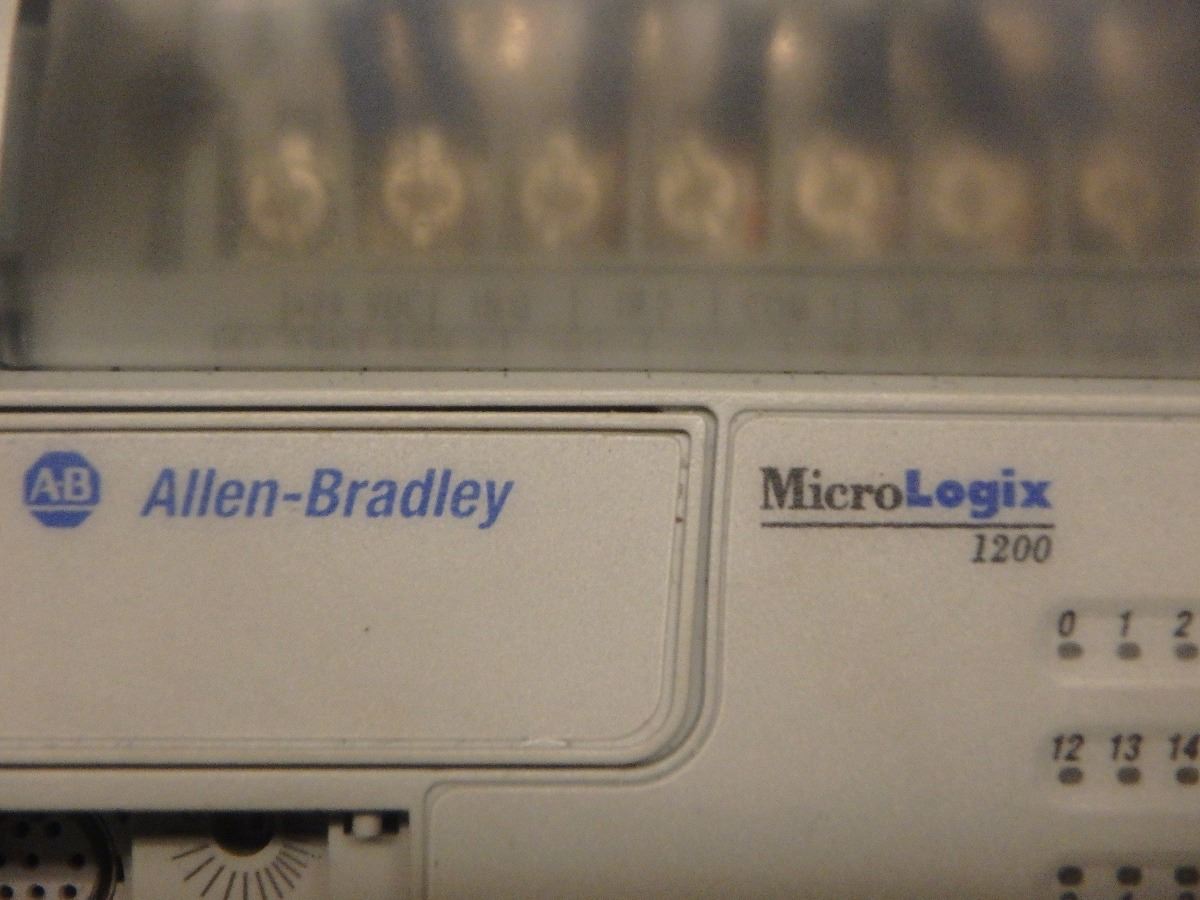 AB Allen-Bradley
MicroLogix
1200
0 1 2
12 13 14